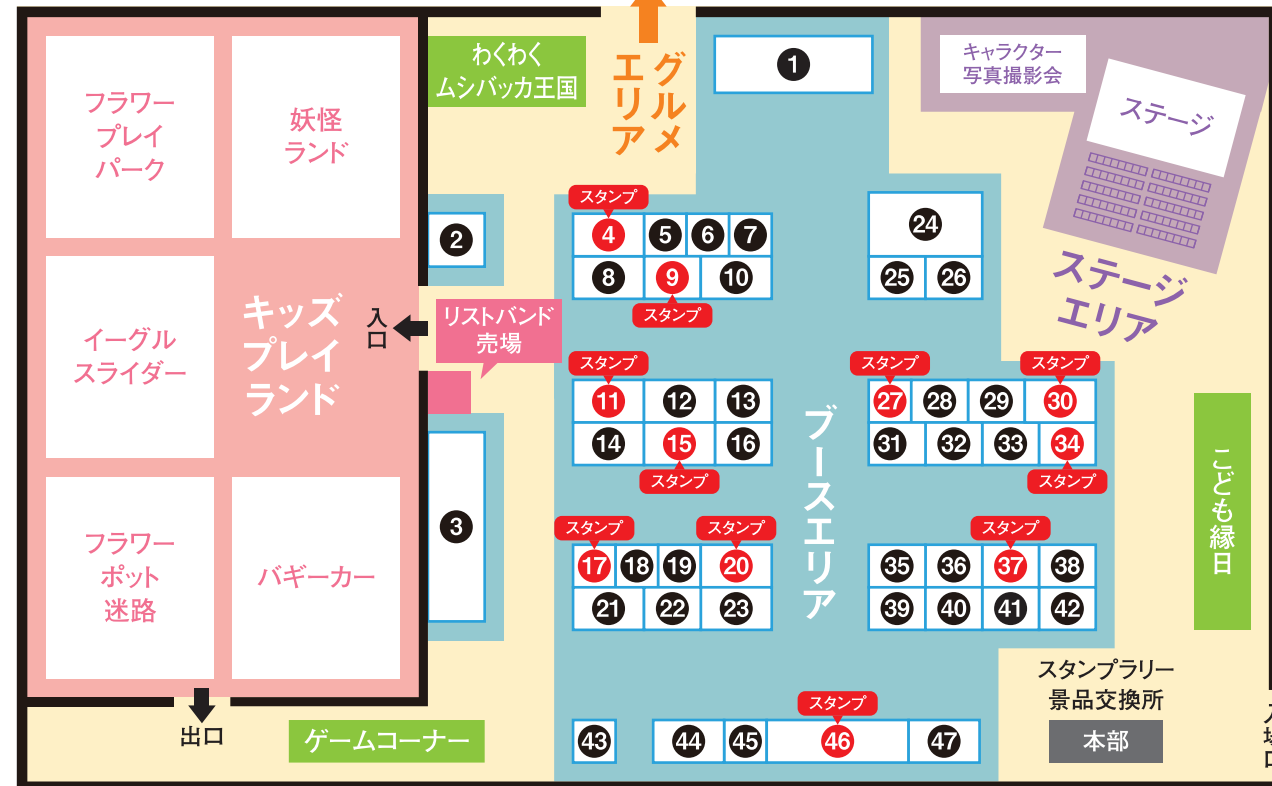 フラワー
プレイ
パーク
妖怪
ランド
イーグル
スライダー
キッズ
プレイ
ランド
入口
フラワー
ポット
迷路
バギーカー
出口
わくわく
ムシバッカ王国
グルメ
エリア
キャラクター
写真撮影会
ステージ
ステージ
エリア
リストバンド
売場
ブースエリア
こども縁日
ゲームコーナー
スタンプラリー
景品交換所
本部
入場口
1
2
3
スタンプ
4 5 6 7
8 9 10
スタンプ
24
25 26
スタンプ
11 12 13
14 15 16
スタンプ
スタンプ スタンプ
27 28 29 30
31 32 33 34
スタンプ
スタンプ スタンプ
17 18 19 20
21 22 23
スタンプ
35 36 37 38
39 40 41 42
スタンプ
43 44 45 46 47